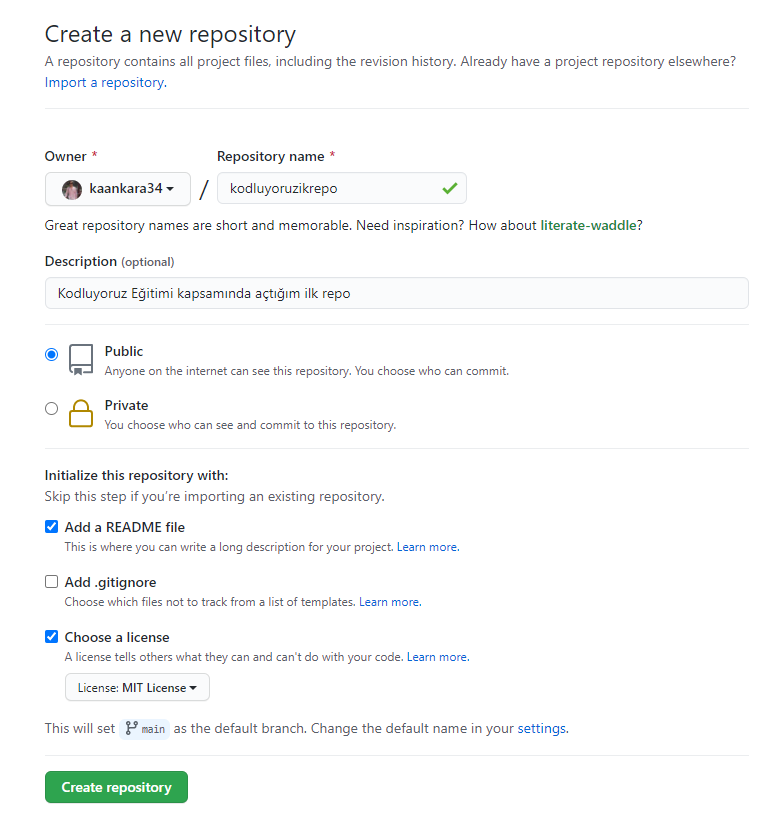 Create a new repository
A repository contains all project files, including the revision history. Already have a project repository elsewhere?
Import a repository.
Owner * Repository name *
kaankara34 / kodluyoruzikrepo
Great repository names are short and memorable. Need inspiration? How about literate-waddle?
Description (optional)
Kodluyoruz Eğitimi kapsamında açtığım ilk repo
Public
Anyone on the internet can see this repository. You choose who can commit.
Private
You choose who can see and commit to this repository.
Initialize this repository with:
Skip this step if you’re importing an existing repository.
Add a README file
This is where you can write a long description for your project. Learn more.
Add .gitignore
Choose which files not to track from a list of templates. Learn more.
Choose a license
A license tells others what they can and can't do with your code. Learn more.
License: MIT License
This will set main as the default branch. Change the default name in your settings.
Create repository